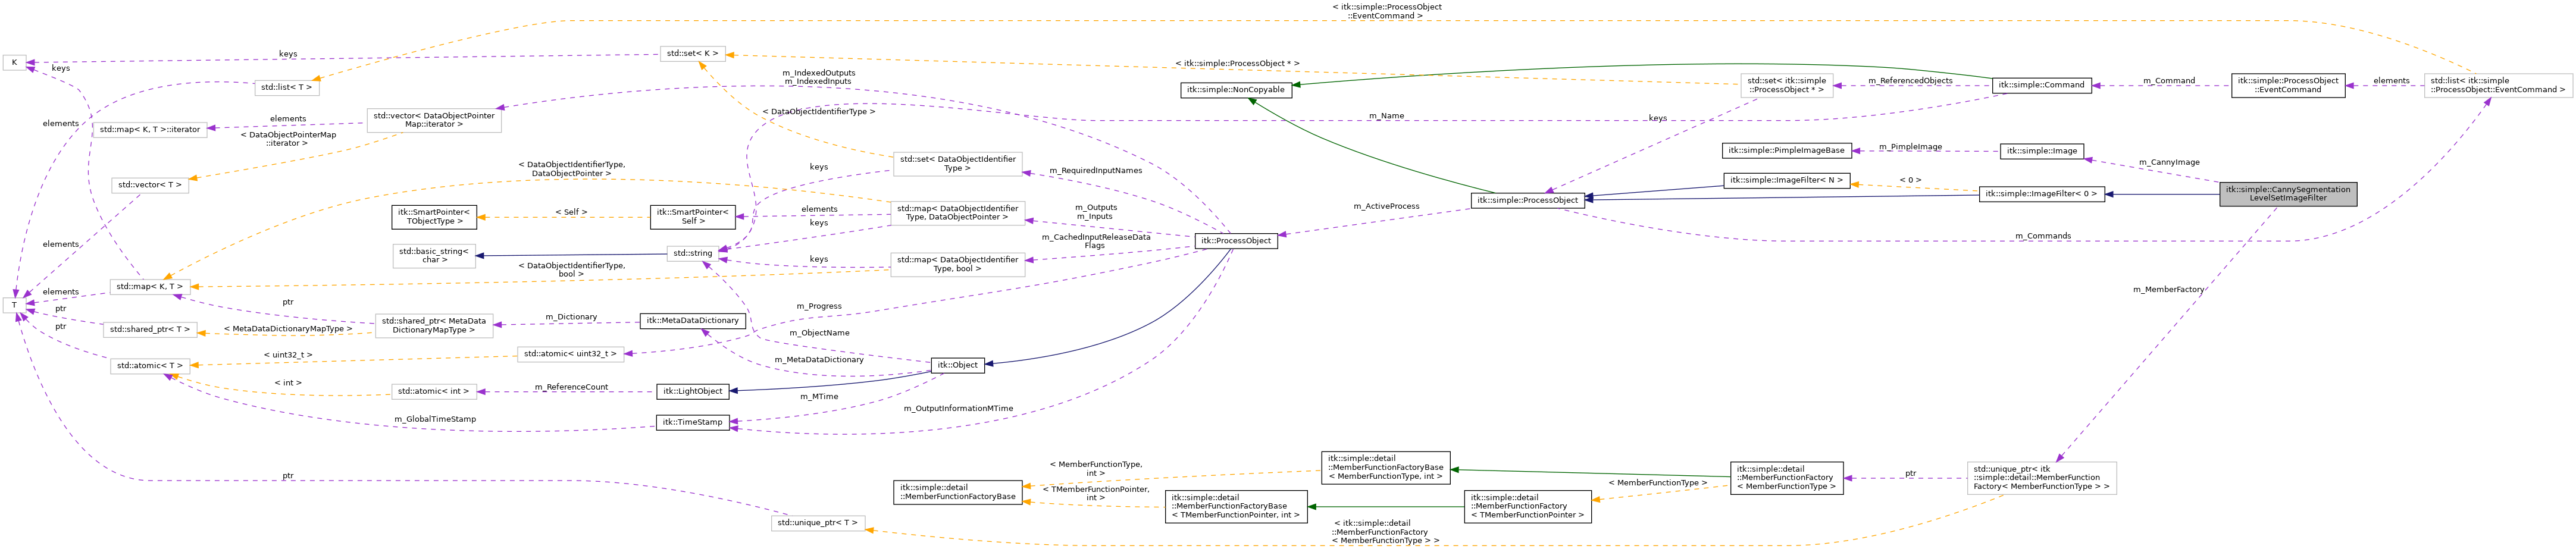 < itk::simple::ProcessObject
::EventCommand >
keys
std::set< K >
K
keys
< itk::simple::ProcessObject * >
m_IndexedOutputs
m_IndexedInputs
std::list< T >
itk::simple::NonCopyable
std::set< itk::simple
::ProcessObject * >
m_ReferencedObjects
itk::simple::Command
m_Command
itk::simple::ProcessObject
::EventCommand
elements
std::list< itk::simple
::ProcessObject::EventCommand >
elements
std::map< K, T >::iterator
elements
std::vector< DataObjectPointer
Map::iterator >
< DataObjectIdentifierType >
m_Name
keys
< DataObjectPointerMap
::iterator >
std::vector< T >
< DataObjectIdentifierType,
DataObjectPointer >
keys
std::set< DataObjectIdentifier
Type >
m_RequiredInputNames
itk::simple::PimpleImageBase
m_PimpleImage
itk::simple::Image
m_CannyImage
itk::simple::ImageFilter< N >
< 0 >
itk::simple::ImageFilter< 0 >
itk::simple::CannySegmentation
LevelSetImageFilter
itk::simple::ProcessObject
m_ActiveProcess
itk::SmartPointer<
TObjectType >
< Self >
itk::SmartPointer<
Self >
elements
keys
std::map< DataObjectIdentifier
Type, DataObjectPointer >
m_Outputs
m_Inputs
m_CachedInputReleaseData
Flags
itk::ProcessObject
m_Commands
elements
std::basic_string<
char >
std::string
keys
std::map< DataObjectIdentifier
Type, bool >
< DataObjectIdentifierType,
bool >
std::map< K, T >
elements
T
ptr
ptr
ptr
std::shared_ptr< T >
< MetaDataDictionaryMapType >
std::shared_ptr< MetaData
DictionaryMapType >
m_Dictionary
itk::MetaDataDictionary
m_Progress
m_ObjectName
m_MetaDataDictionary
m_MemberFactory
std::atomic< T >
< uint32_t >
std::atomic< uint32_t >
itk::Object
< int >
std::atomic< int >
m_ReferenceCount
itk::LightObject
m_MTime
m_GlobalTimeStamp
itk::TimeStamp
m_OutputInformationMTime
ptr
< MemberFunctionType,
int >
itk::simple::detail
::MemberFunctionFactoryBase
< MemberFunctionType, int >
itk::simple::detail
::MemberFunctionFactoryBase
< TMemberFunctionPointer,
int >
itk::simple::detail
::MemberFunctionFactoryBase
< TMemberFunctionPointer, int >
itk::simple::detail
::MemberFunctionFactory
< TMemberFunctionPointer >
< MemberFunctionType >
itk::simple::detail
::MemberFunctionFactory
< MemberFunctionType >
ptr
std::unique_ptr< itk
::simple::detail::MemberFunction
Factory< MemberFunctionType > >
std::unique_ptr< T >
< itk::simple::detail
::MemberFunctionFactory
< MemberFunctionType > >